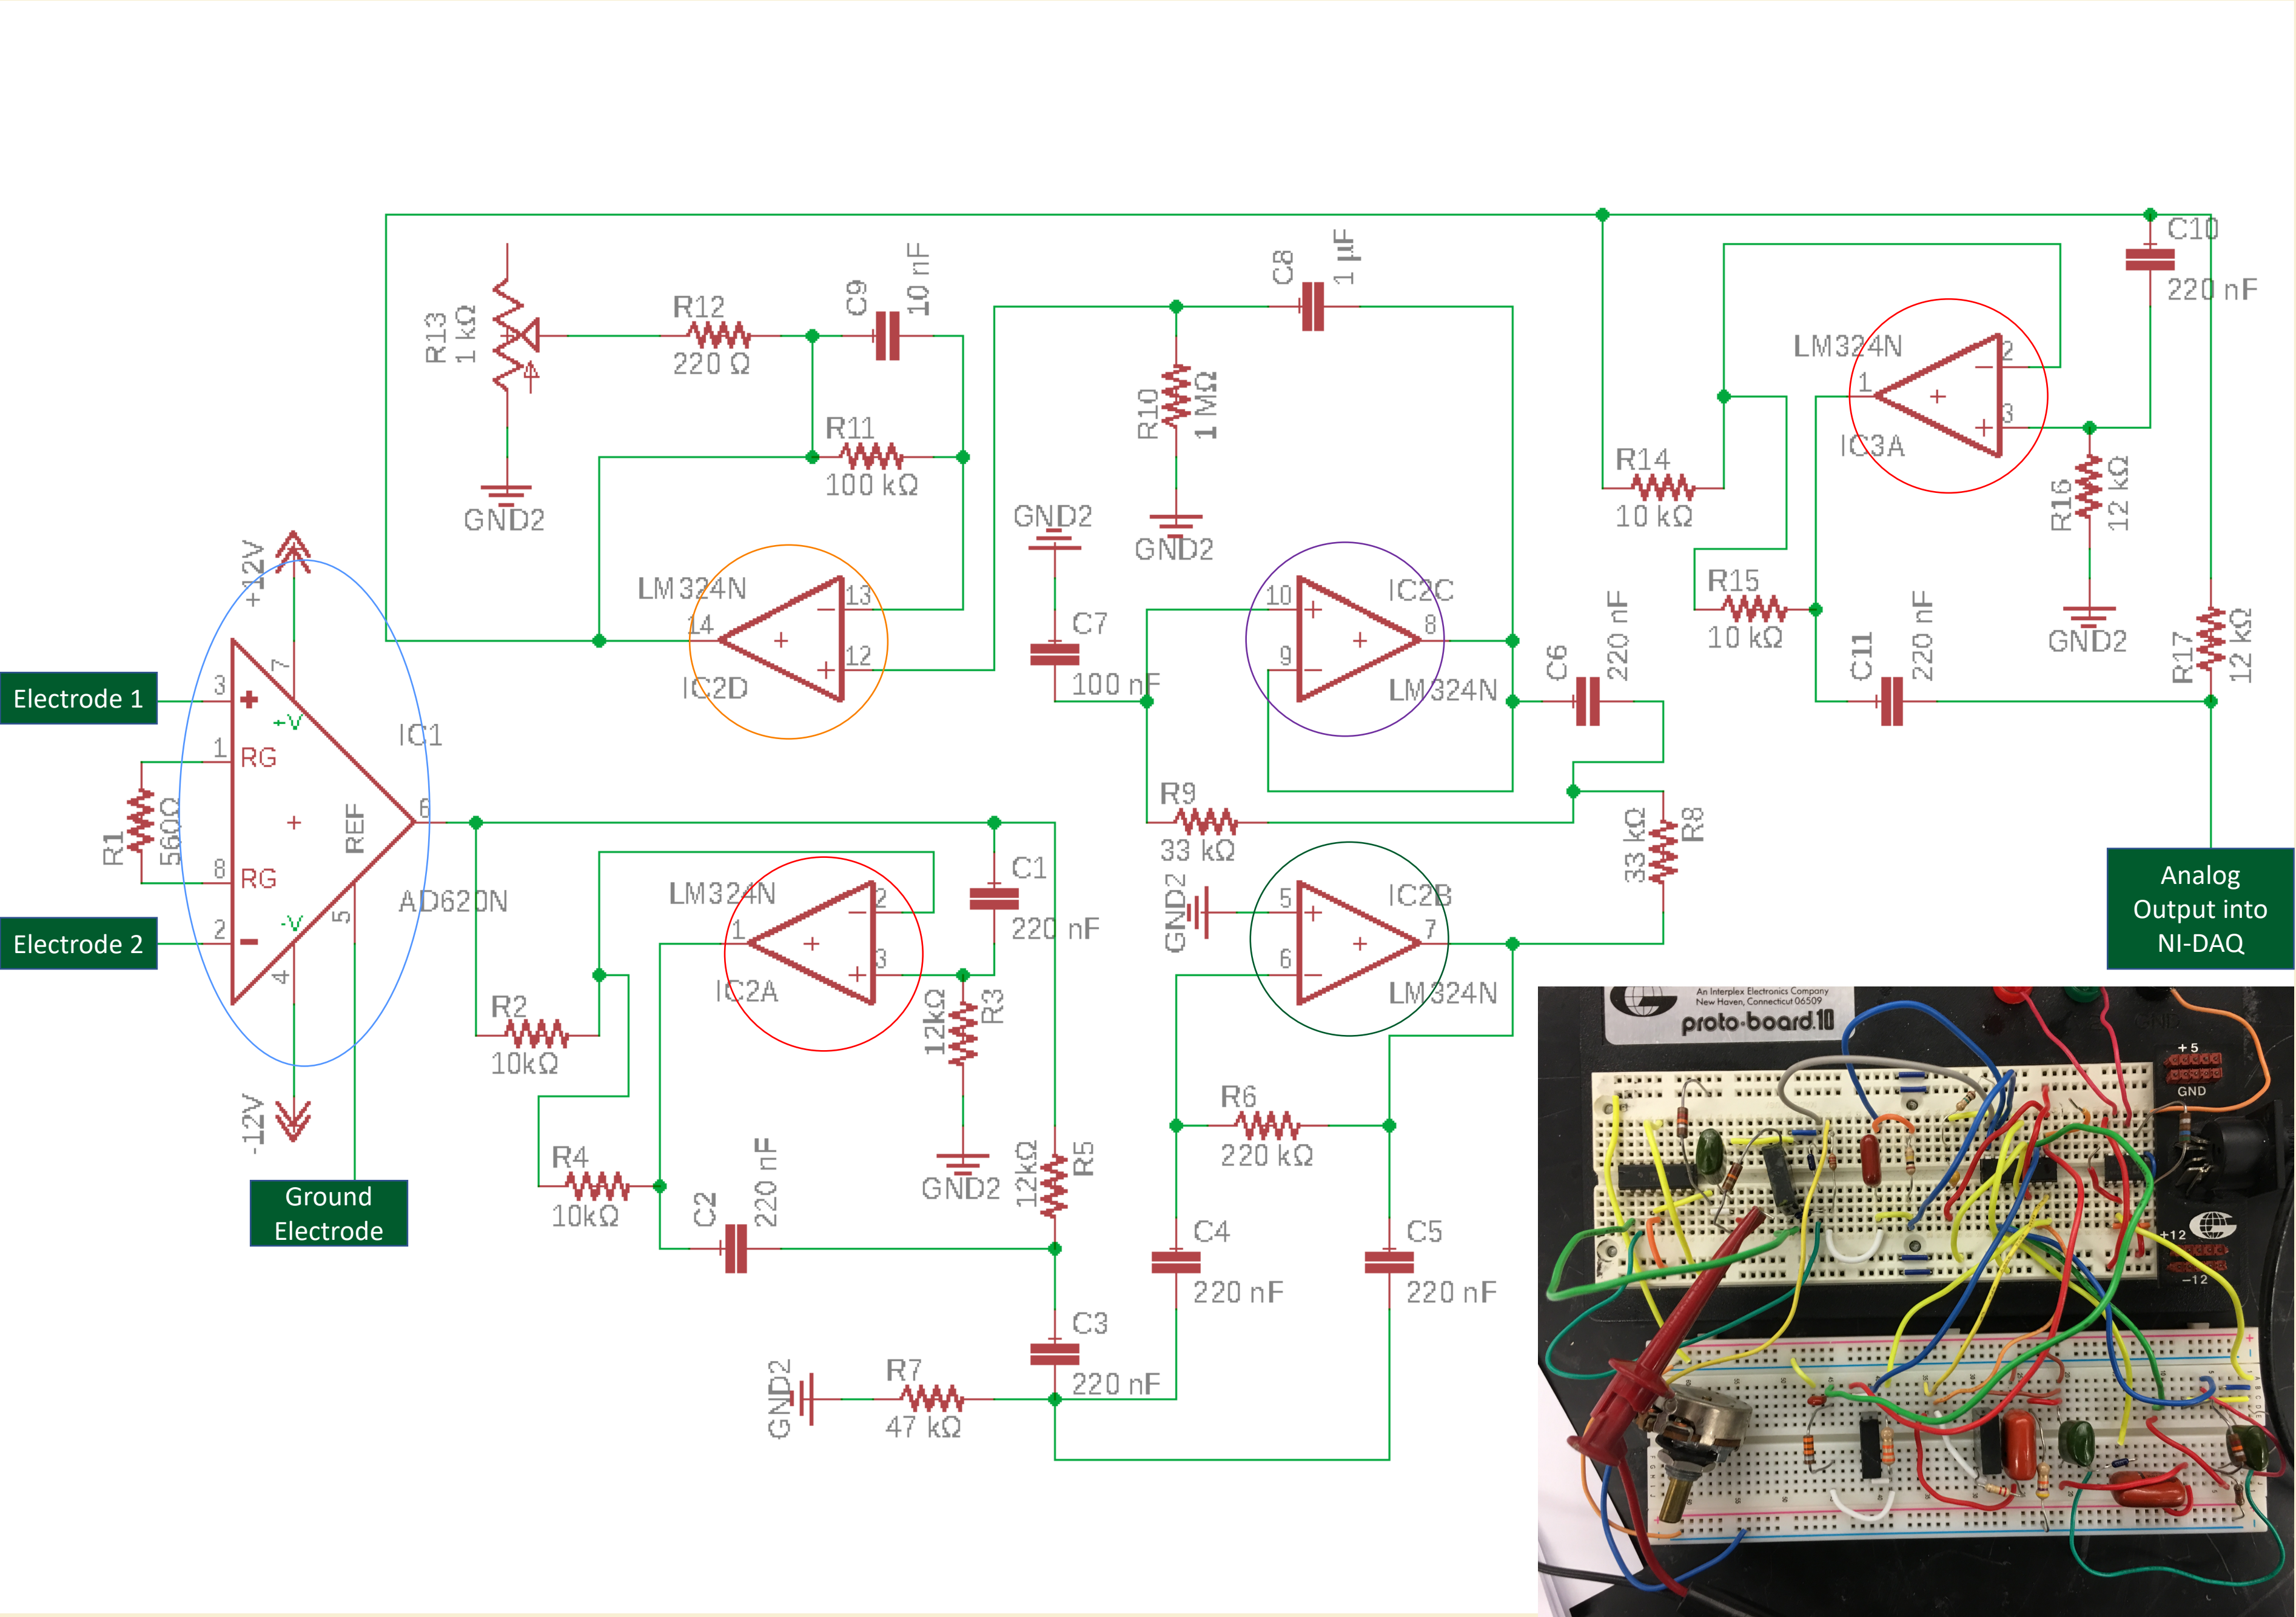 C10
220 nF
C8
1 µF
C9
10 nF
R12
220 Ω
R13
1 kΩ
R11
100 kΩ
GND2
R10
1 MΩ
GND2
LM324N
2
1
3
IC3A
R14
10 kΩ
R16
12 kΩ
GND2
R15
10 kΩ
C11
220 nF
R17
12 kΩ
+12V
LM324N
13
14
12
IC2D
GND2
C7
100 nF
10
IC2C
9
8
LM324N
C6
220 nF
Electrode 1
3
7
+V
1
RG
IC1
R1
560Ω
REF
6
8
RG
AD620N
-V
5
Electrode 2
2
4
-12V
Ground
Electrode
R9
33 kΩ
R8
33 kΩ
LM324N
2
1
3
IC2A
C1
220 nF
R2
10kΩ
R3
12kΩ
GND2
GND2
5
IC2B
7
6
LM324N
R4
10kΩ
C2
220 nF
R5
12kΩ
R6
220 kΩ
C4
220 nF
C5
220 nF
C3
220 nF
GND2
R7
47 kΩ
Analog
Output into
NI-DAQ
An Interplex Electronics Company
New Haven, Connecticut 06509
proto-board.10
+5
GND
+12
-12